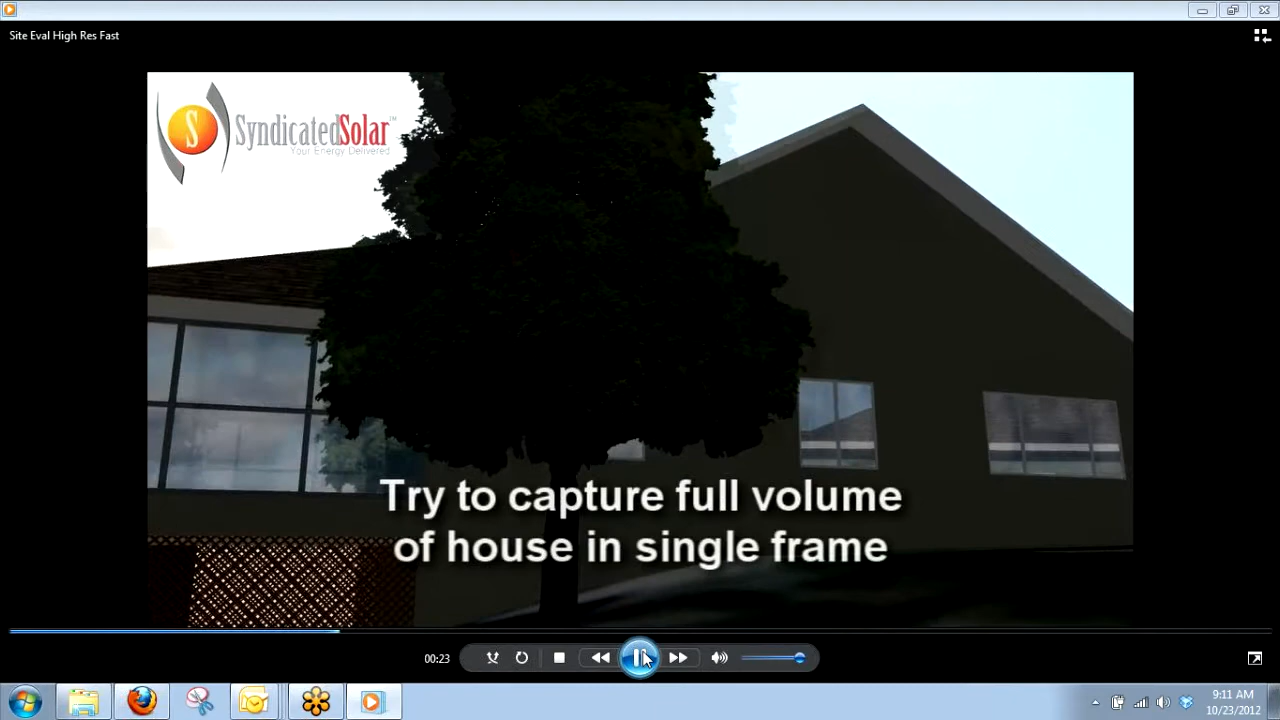 Site Eval High Res Fast
S
SyndicatedSolar™
Your Energy Delivered
Try to capture full volume
of house in single frame
00:23
9:11 AM
10/23/2012